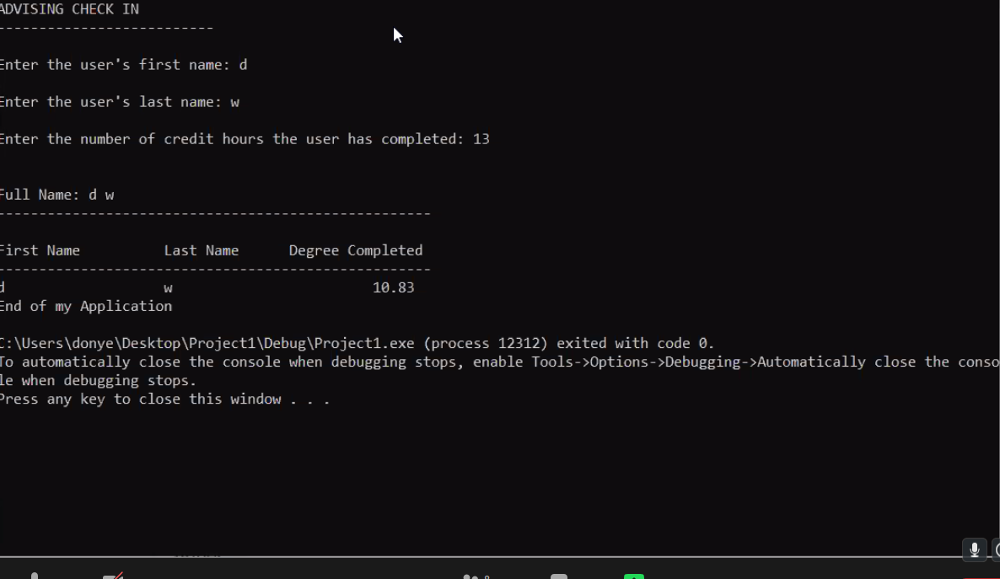 ADVISING CHECK IN
--------------------------
Enter the user's first name: d
Enter the user's last name: w
Enter the number of credit hours the user has completed: 13
Full Name: d w
----------------------------------------------------
First Name          Last Name      Degree Completed
----------------------------------------------------
d                   w                        10.83
End of my Application
C:\Users\donye\Desktop\Project1\Debug\Project1.exe (process 12312) exited with code 0.
To automatically close the console when debugging stops, enable Tools->Options->Debugging->Automatically close the conso
le when debugging stops.
Press any key to close this window . . .